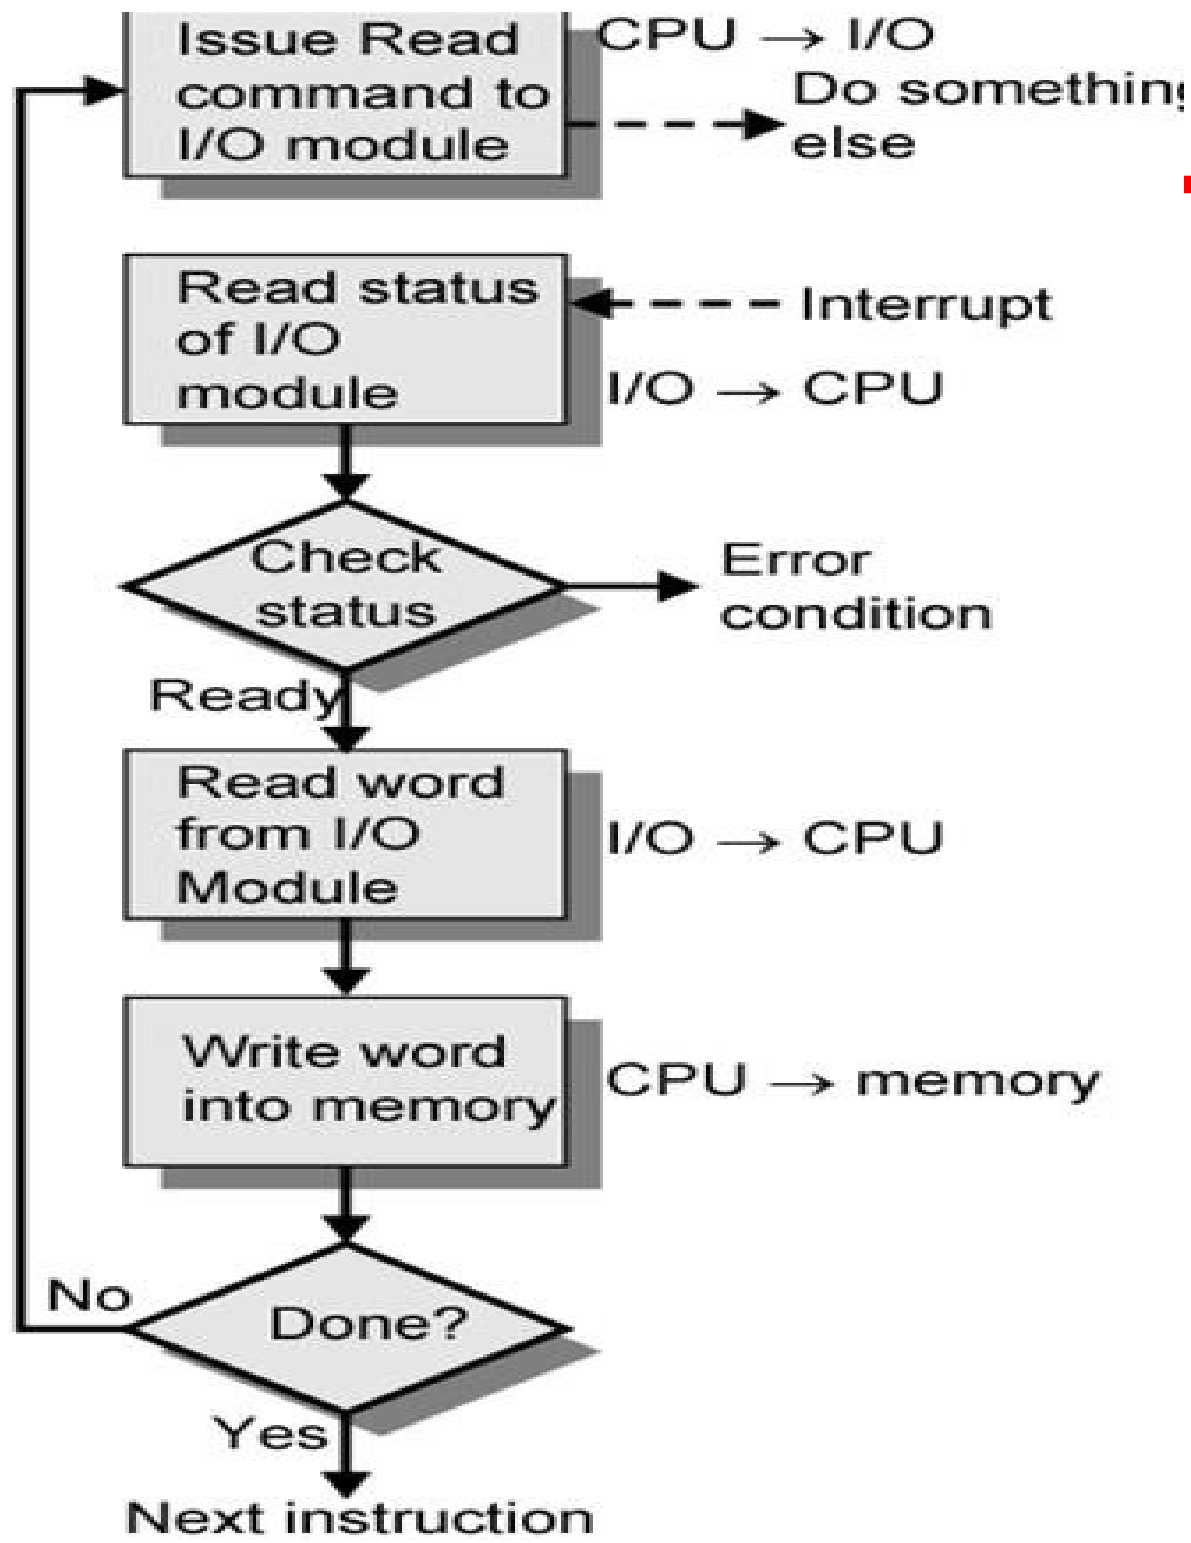 Issue Read
command to
I/O module
CPU → I/O
Do something
else
Read status
of I/O
module
Interrupt
I/O → CPU
Check
status
Error
condition
Ready
Read word
from I/O
Module
I/O → CPU
Write word
into memory
CPU → memory
No
Done?
Yes
Next instruction